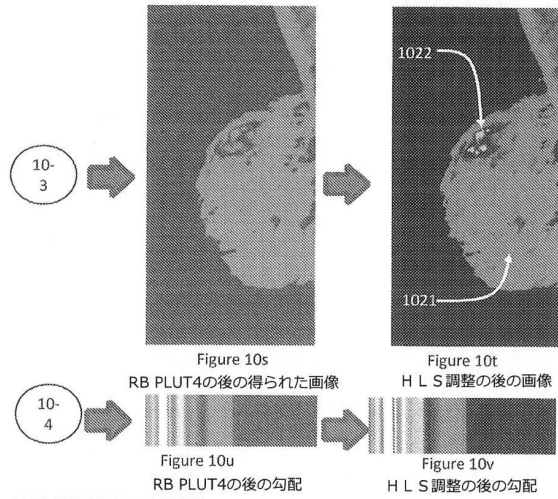 1022
10-
3
1021
Figure 10s
RB PLUT4の後の得られた画像
Figure 10t
ＨＬＳ調整の後の画像
10-
4
Figure 10u
RB PLUT4の後の勾配
Figure 10v
ＨＬＳ調整の後の勾配